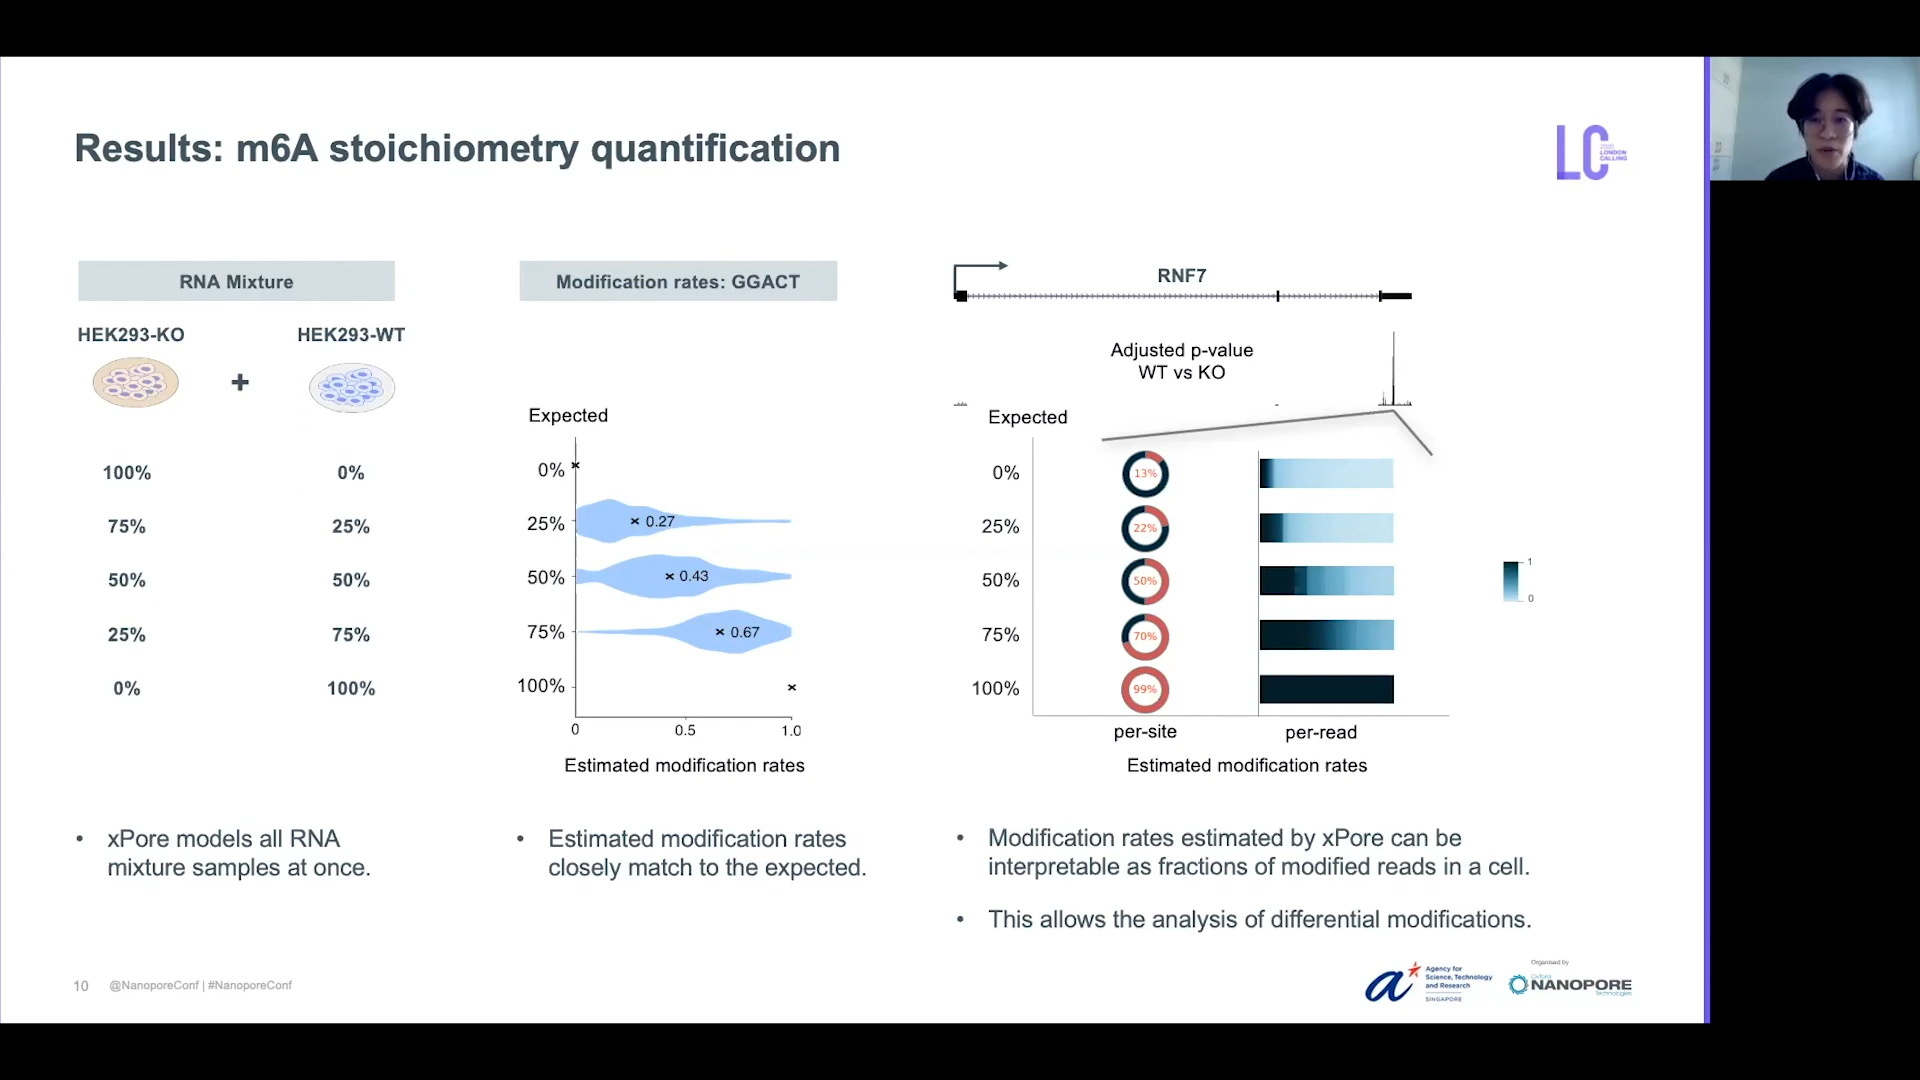 Results: m6A stoichiometry quantification
LC
2020
LONDON
CALLING
RNA Mixture
HEK293-KO
+
HEK293-WT
100%
0%
75%
25%
50%
50%
25%
75%
0%
100%
Modification rates: GGACT
Expected
0%
25%
0.27
50%
0.43
75%
0.67
100%
0
0.5
1.0
Estimated modification rates
RNF7
Adjusted p-value
WT vs KO
Expected
0%
13%
25%
22%
50%
50%
75%
70%
100%
99%
1
0
per-site
per-read
Estimated modification rates
• xPore models all RNA
mixture samples at once.
• Estimated modification rates
closely match to the expected.
• Modification rates estimated by xPore can be
interpretable as fractions of modified reads in a cell.
• This allows the analysis of differential modifications.
10
@NanoporeConf | #NanoporeConf
Agency for
Science, Technology
and Research
SINGAPORE
Organised by
Oxford
NANOPORE
Technologies